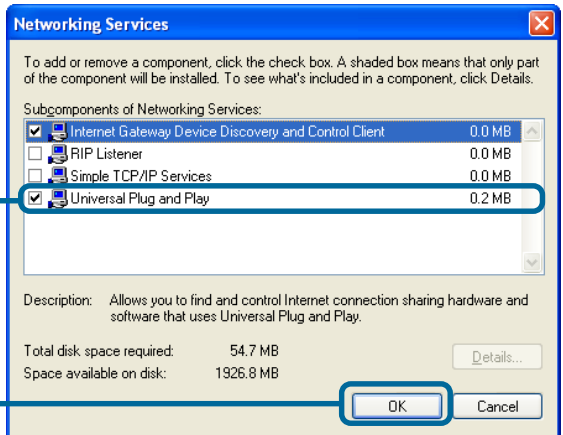 Networking Services
To add or remove a component, click the check box. A shaded box means that only part
of the component will be installed. To see what's included in a component, click Details.
Subcomponents of Networking Services:
Internet Gateway Device Discovery and Control Client 0.0 MB
RIP Listener 0.0 MB
Simple TCP/IP Services 0.0 MB
Universal Plug and Play 0.2 MB
Description: Allows you to find and control Internet connection sharing hardware and
software that uses Universal Plug and Play.
Total disk space required: 54.7 MB
Details...
Space available on disk: 1926.8 MB
OK Cancel